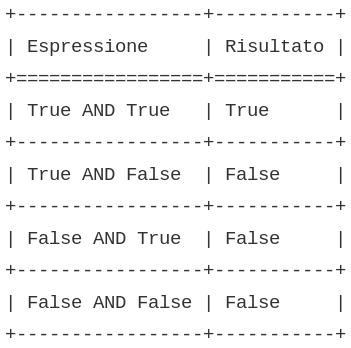 +-----------------+-----------+
| Espressione     | Risultato |
+=================+===========+
| True AND True   | True      |
+-----------------+-----------+
| True AND False  | False     |
+-----------------+-----------+
| False AND True  | False     |
+-----------------+-----------+
| False AND False | False     |
+-----------------+-----------+